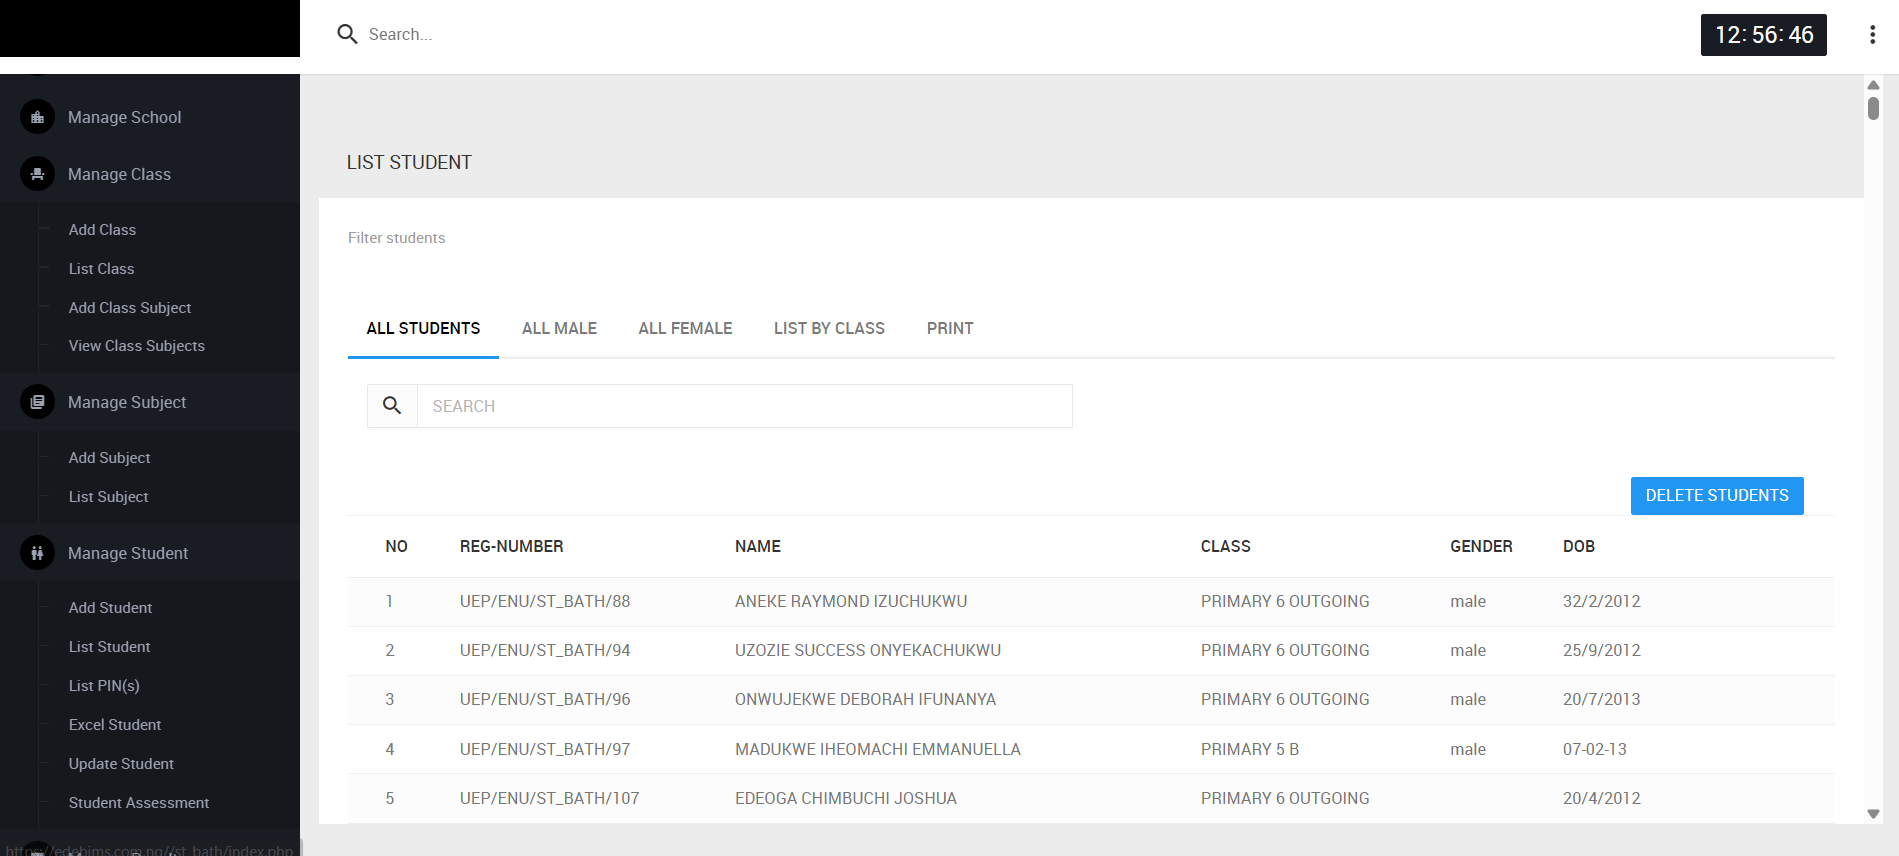 Search...
12: 56: 46
Manage School
Manage Class
Add Class
List Class
Add Class Subject
View Class Subjects
Manage Subject
Add Subject
List Subject
Manage Student
Add Student
List Student
List PIN(s)
Excel Student
Update Student
Student Assessment
https://edehims.com.ng//st_bath/index.php
LIST STUDENT
Filter students
ALL STUDENTS ALL MALE ALL FEMALE LIST BY CLASS PRINT
SEARCH
DELETE STUDENTS
NO REG-NUMBER NAME CLASS GENDER DOB
1 UEP/ENU/ST_BATH/88 ANEKE RAYMOND IZUCHUKWU PRIMARY 6 OUTGOING male 32/2/2012
2 UEP/ENU/ST_BATH/94 UZOZIE SUCCESS ONYEKACHUKWU PRIMARY 6 OUTGOING male 25/9/2012
3 UEP/ENU/ST_BATH/96 ONWUJEKWE DEBORAH IFUNANYA PRIMARY 6 OUTGOING male 20/7/2013
4 UEP/ENU/ST_BATH/97 MADUKWE IHEOMACHI EMMANUELLA PRIMARY 5 B male 07-02-13
5 UEP/ENU/ST_BATH/107 EDEOGA CHIMBUCHI JOSHUA PRIMARY 6 OUTGOING 20/4/2012